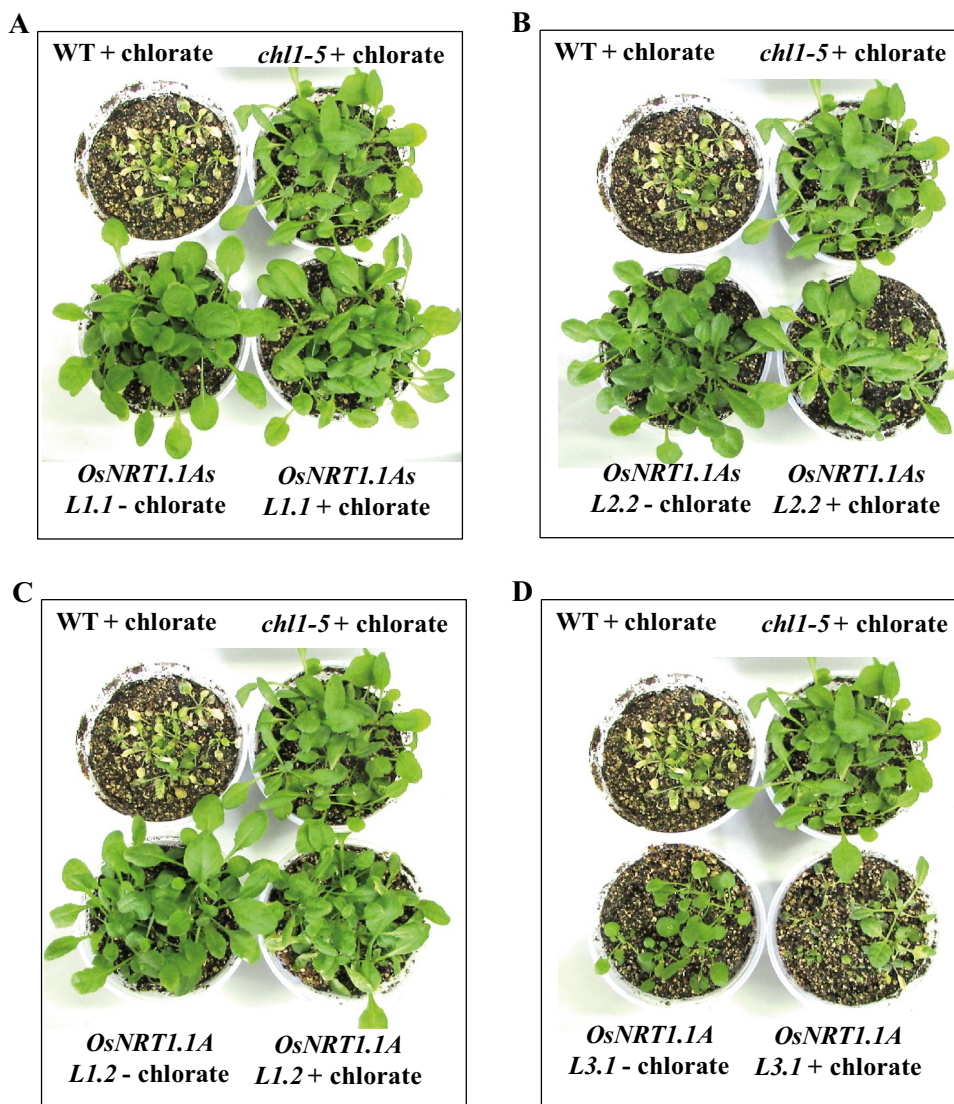 A
WT + chlorate chl1-5 + chlorate
OsNRT1.1As OsNRT1.1As
L1.1 - chlorate L1.1 + chlorate
B
WT + chlorate chl1-5 + chlorate
OsNRT1.1As OsNRT1.1As
L2.2 - chlorate L2.2 + chlorate
C
WT + chlorate chl1-5 + chlorate
OsNRT1.1A OsNRT1.1A
L1.2 - chlorate L1.2 + chlorate
D
WT + chlorate chl1-5 + chlorate
OsNRT1.1A OsNRT1.1A
L3.1 - chlorate L3.1 + chlorate